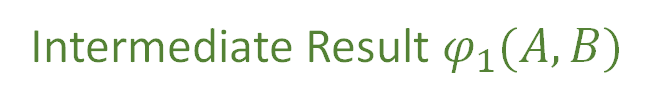 Intermediate Result φ₁(A, B)